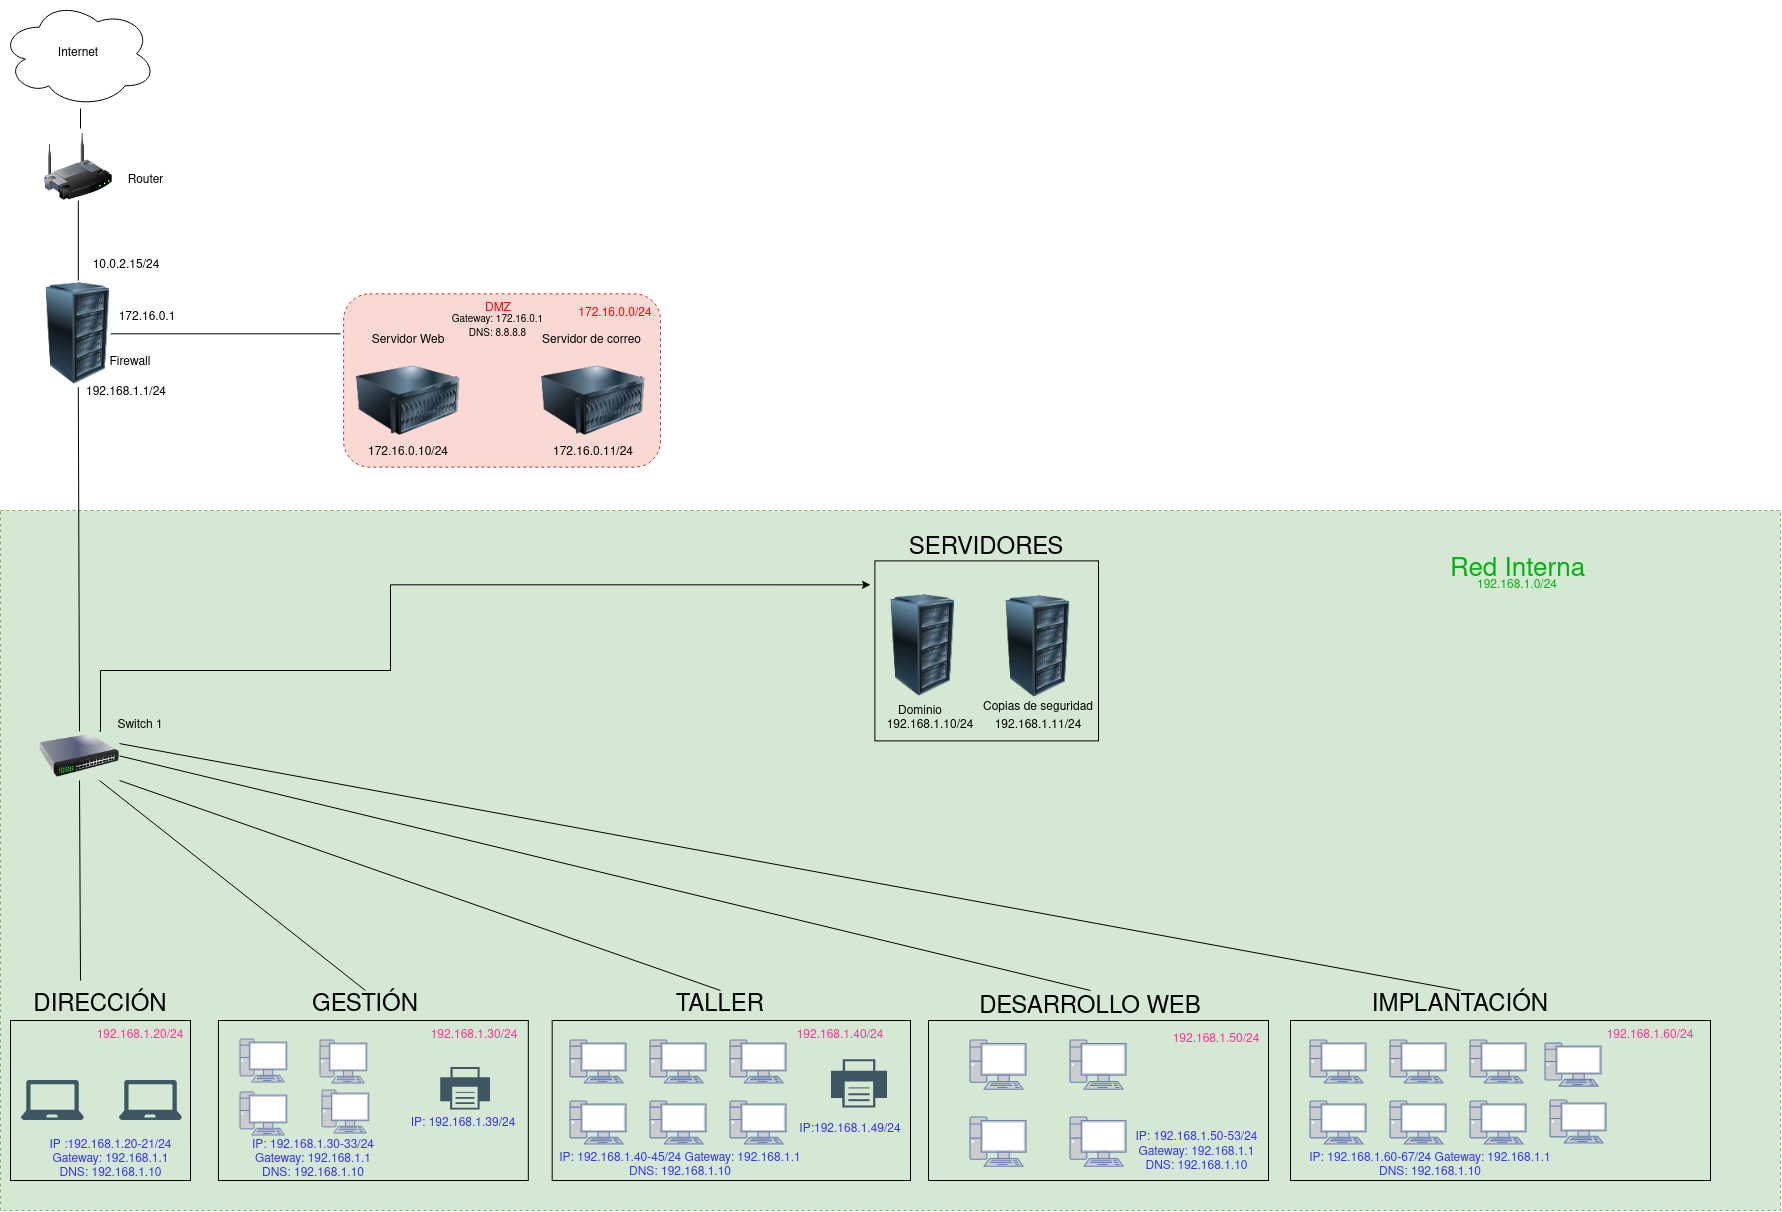 Internet
Router
10.0.2.15/24
172.16.0.1
Firewall
192.168.1.1/24
DMZ
172.16.0.0/24
Gateway: 172.16.0.1
DNS: 8.8.8.8
Servidor Web
Servidor de correo
172.16.0.10/24
172.16.0.11/24
SERVIDORES
Red Interna
192.168.1.0/24
Dominio
192.168.1.10/24
Copias de seguridad
192.168.1.11/24
Switch 1
DIRECCIÓN
192.168.1.20/24
IP :192.168.1.20-21/24
Gateway: 192.168.1.1
DNS: 192.168.1.10
GESTIÓN
192.168.1.30/24
IP: 192.168.1.39/24
IP: 192.168.1.30-33/24
Gateway: 192.168.1.1
DNS: 192.168.1.10
TALLER
192.168.1.40/24
IP:192.168.1.49/24
IP: 192.168.1.40-45/24 Gateway: 192.168.1.1
DNS: 192.168.1.10
DESARROLLO WEB
192.168.1.50/24
IP: 192.168.1.50-53/24
Gateway: 192.168.1.1
DNS: 192.168.1.10
IMPLANTACIÓN
192.168.1.60/24
IP: 192.168.1.60-67/24 Gateway: 192.168.1.1
DNS: 192.168.1.10